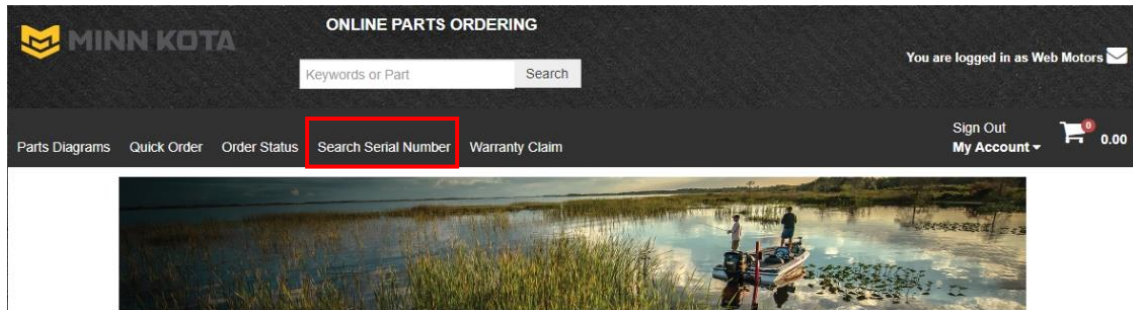 MINN KOTA
ONLINE PARTS ORDERING
Keywords or Part
Search
You are logged in as Web Motors
Parts Diagrams Quick Order Order Status Search Serial Number Warranty Claim
Sign Out
My Account
0
0.00